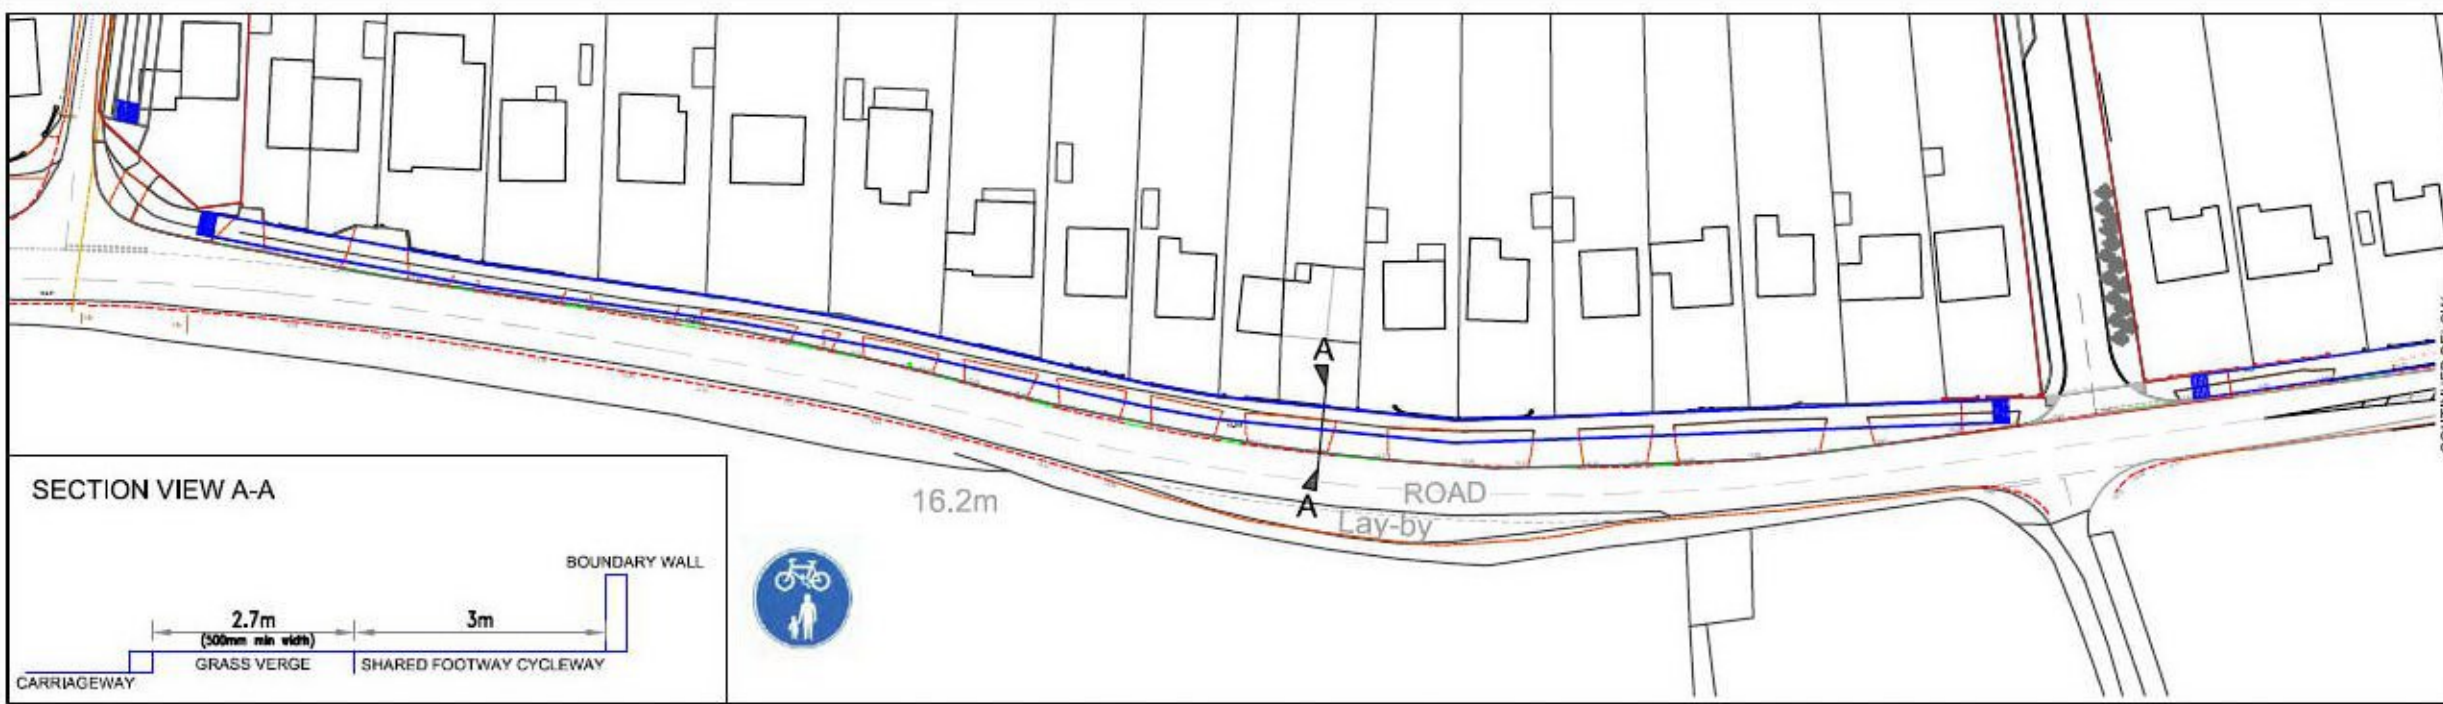 A
A
ROAD
Lay-by
16.2m
SECTION VIEW A-A
BOUNDARY WALL
2.7m
(500mm min width)
3m
GRASS VERGE
SHARED FOOTWAY CYCLEWAY
CARRIAGEWAY